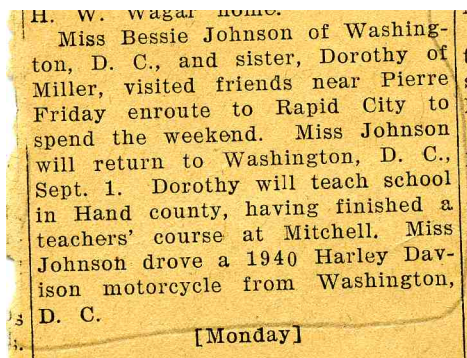 H. W. Wagar home.
Miss Bessie Johnson of Washing-
ton, D. C., and sister, Dorothy of
Miller, visited friends near Pierre
Friday enroute to Rapid City to
spend the weekend. Miss Johnson
will return to Washington, D. C.,
Sept. 1. Dorothy will teach school
in Hand county, having finished a
teachers' course at Mitchell. Miss
Johnson drove a 1940 Harley Dav-
ison motorcycle from Washington,
D. C.
[Monday]